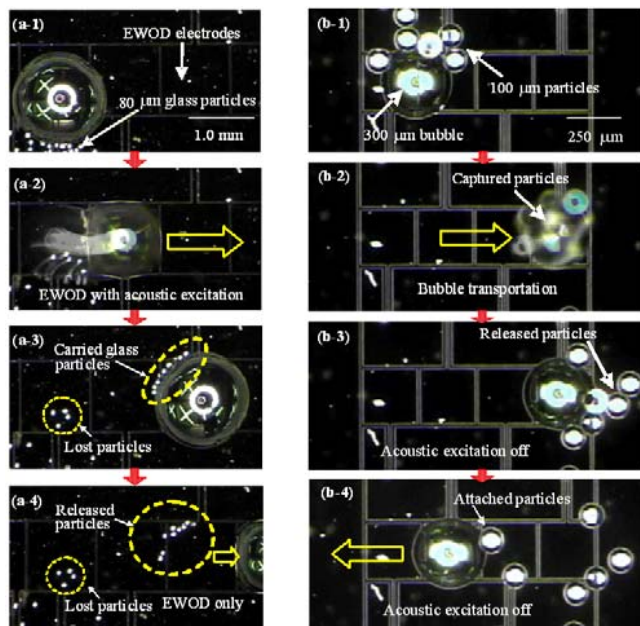 (a-1)
EWOD electrodes
80 µm glass particles
1.0 mm
(a-2)
EWOD with acoustic excitation
(a-3)
Carried glass
particles
Lost particles
(a-4)
Released
particles
Lost particles
EWOD only
(b-1)
100 µm particles
300 µm bubble
250 µm
(b-2)
Captured particles
Bubble transportation
(b-3)
Released particles
Acoustic excitation off
(b-4)
Attached particles
Acoustic excitation off